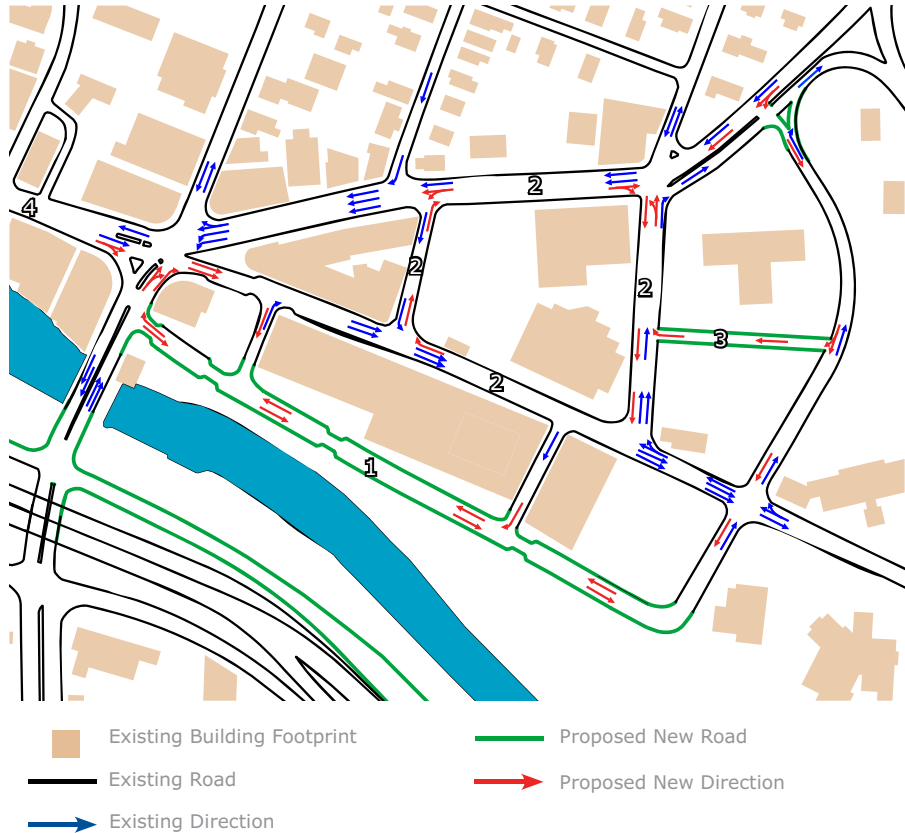 2
4
2
2
3
2
1
Existing Building Footprint
Proposed New Road
Existing Road
Proposed New Direction
Existing Direction